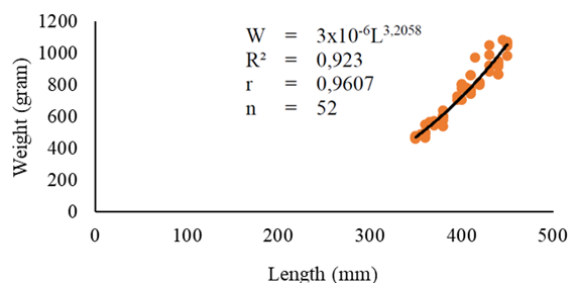 1200
1000
800
600
400
200
0
Weight (gram)
W = 3x10⁻⁶L³,²⁰⁵⁸
R² = 0,923
r = 0,9607
n = 52
0 100 200 300 400 500
Length (mm)